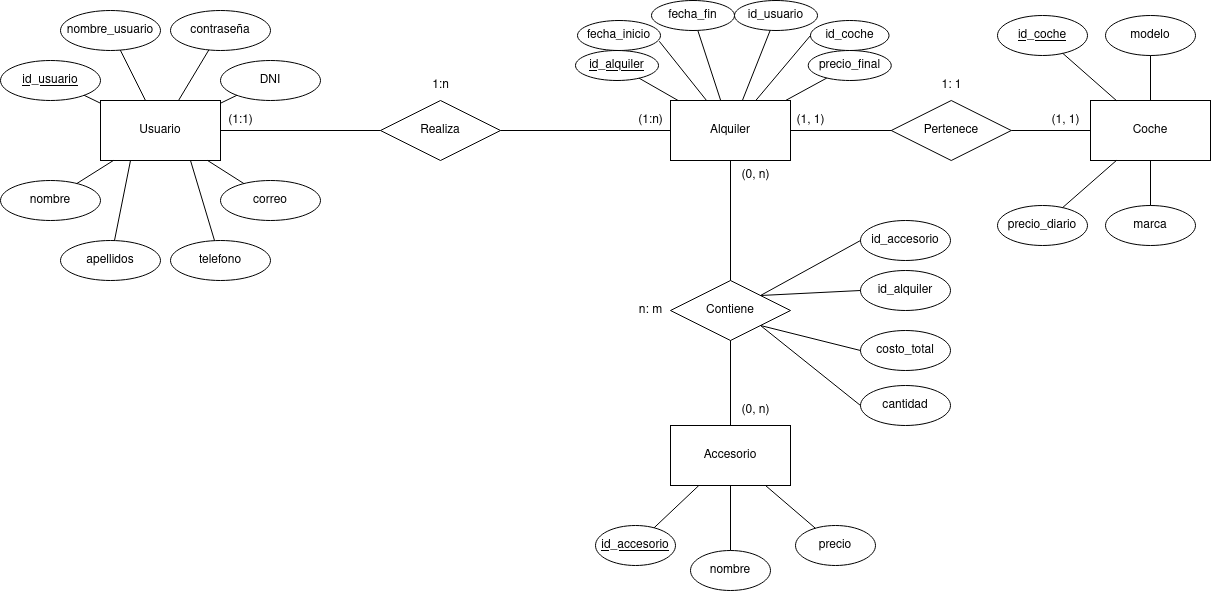 nombre_usuario
contraseña
id_usuario
DNI
Usuario
(1:1)
nombre
correo
apellidos
telefono
1:n
Realiza
(1:n)
fecha_fin
id_usuario
fecha_inicio
id_coche
id_alquiler
precio_final
Alquiler
(1, 1)
(0, n)
1: 1
Pertenece
(1, 1)
id_coche
modelo
Coche
precio_diario
marca
n: m
Contiene
id_accesorio
id_alquiler
costo_total
cantidad
(0, n)
Accesorio
id_accesorio
nombre
precio